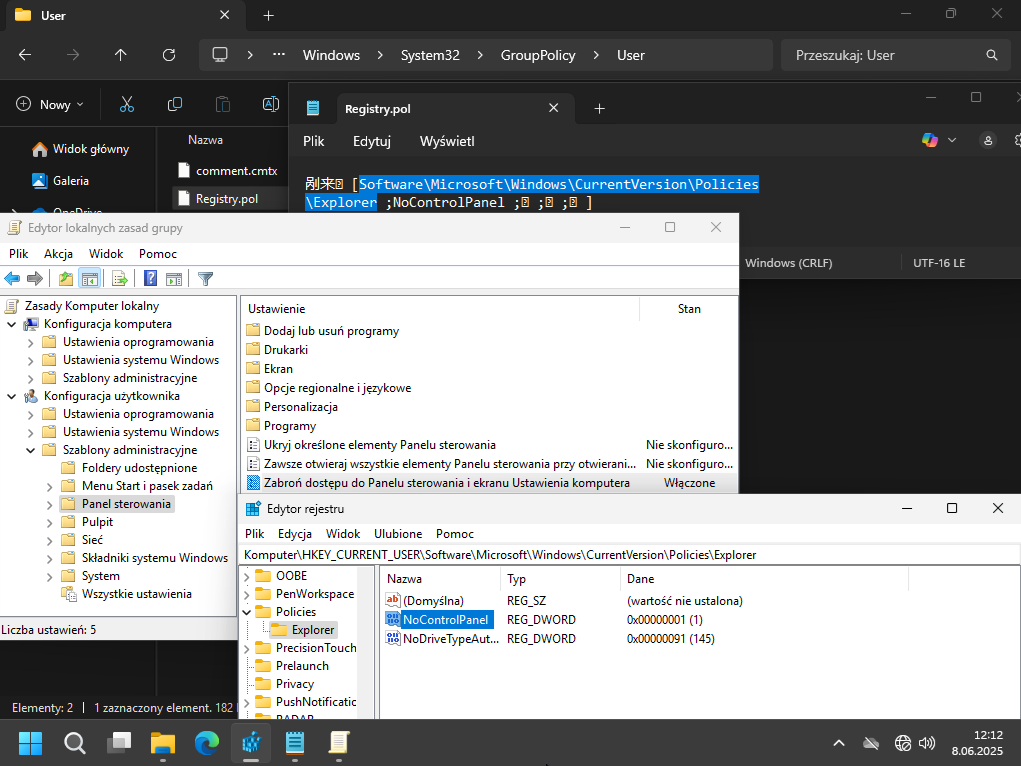 User
Windows
System32
GroupPolicy
User
Przeszukaj: User
Nowy
Nazwa
Widok główny
Galeria
OneDrive
comment.cmtx
Registry.pol
Registry.pol
Plik
Edytuj
Wyświetl
[Software\Microsoft\Windows\CurrentVersion\Policies
\Explorer ;NoControlPanel ; ; ; ]
Windows (CRLF)
UTF-16 LE
Edytor lokalnych zasad grupy
Plik Akcja Widok Pomoc
Zasady Komputer lokalny
Konfiguracja komputera
Ustawienia oprogramowania
Ustawienia systemu Windows
Szablony administracyjne
Konfiguracja użytkownika
Ustawienia oprogramowania
Ustawienia systemu Windows
Szablony administracyjne
Foldery udostępnione
Menu Start i pasek zadań
Panel sterowania
Pulpit
Sieć
Składniki systemu Windows
System
Wszystkie ustawienia
Ustawienie Stan
Dodaj lub usuń programy
Drukarki
Ekran
Opcje regionalne i językowe
Personalizacja
Programy
Ukryj określone elementy Panelu sterowania Nie skonfiguro...
Zawsze otwieraj wszystkie elementy Panelu sterowania przy otwierani... Nie skonfiguro...
Zabroń dostępu do Panelu sterowania i ekranu Ustawienia komputera Włączone
Liczba ustawień: 5
Edytor rejestru
Plik Edycja Widok Ulubione Pomoc
Komputer\HKEY_CURRENT_USER\Software\Microsoft\Windows\CurrentVersion\Policies\Explorer
OOBE
PenWorkspace
Policies
Explorer
PrecisionTouch
Prelaunch
Privacy
PushNotificatic
RADAR
Nazwa Typ Dane
(Domyślna) REG_SZ (wartość nie ustalona)
NoControlPanel REG_DWORD 0x00000001 (1)
NoDriveTypeAut... REG_DWORD 0x00000091 (145)
Elementy: 2
1 zaznaczony element. 182
12:12
8.06.2025